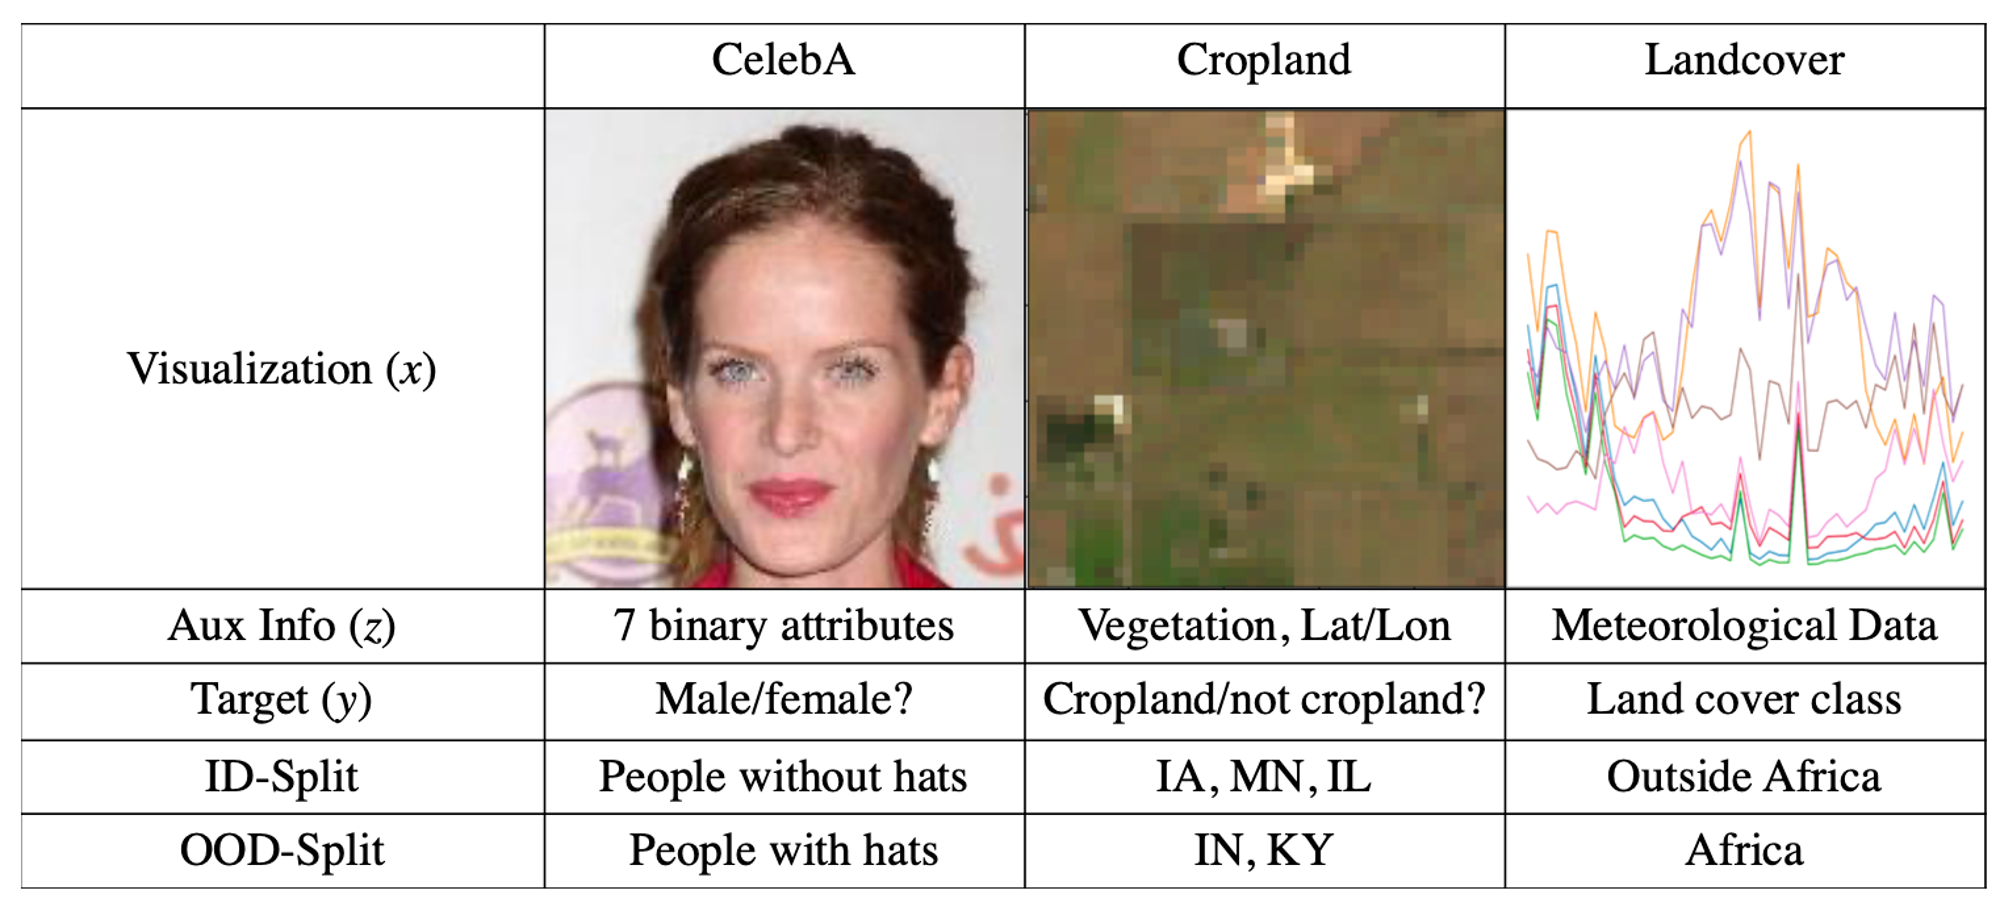 CelebA Cropland Landcover
Visualization (x)
Aux Info (z) 7 binary attributes Vegetation, Lat/Lon Meteorological Data
Target (y) Male/female? Cropland/not cropland? Land cover class
ID-Split People without hats IA, MN, IL Outside Africa
OOD-Split People with hats IN, KY Africa